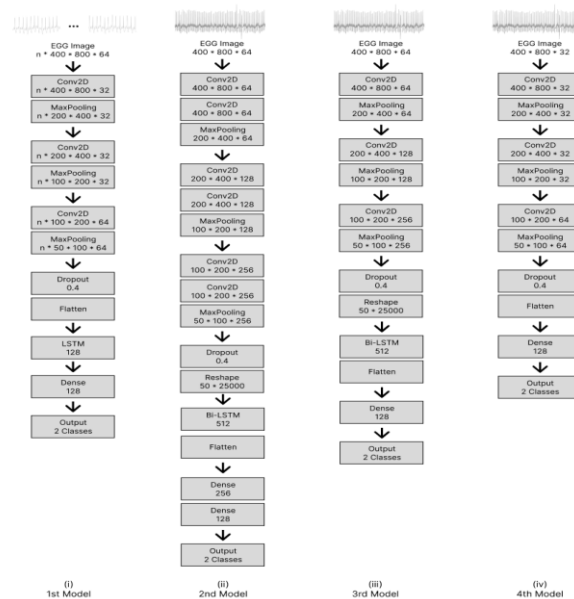 ...
EGG Image
n * 400 * 800 * 64
Conv2D
n * 400 * 800 * 32
MaxPooling
n * 200 * 400 * 32
Conv2D
n * 200 * 400 * 32
MaxPooling
n * 100 * 200 * 32
Conv2D
n * 100 * 200 * 64
MaxPooling
n * 50 * 100 * 64
Dropout
0.4
Flatten
LSTM
128
Dense
128
Output
2 Classes
(i)
1st Model
EGG Image
400 * 800 * 64
Conv2D
400 * 800 * 64
Conv2D
400 * 800 * 64
MaxPooling
200 * 400 * 64
Conv2D
200 * 400 * 128
Conv2D
200 * 400 * 128
MaxPooling
100 * 200 * 128
Conv2D
100 * 200 * 256
Conv2D
100 * 200 * 256
MaxPooling
50 * 100 * 256
Dropout
0.4
Reshape
50 * 25000
Bi-LSTM
512
Flatten
Dense
256
Dense
128
Output
2 Classes
(ii)
2nd Model
EGG Image
400 * 800 * 64
Conv2D
400 * 800 * 64
MaxPooling
200 * 400 * 64
Conv2D
200 * 400 * 128
MaxPooling
100 * 200 * 128
Conv2D
100 * 200 * 256
MaxPooling
50 * 100 * 256
Dropout
0.4
Reshape
50 * 25000
Bi-LSTM
512
Flatten
Dense
128
Output
2 Classes
(iii)
3rd Model
EGG Image
400 * 800 * 32
Conv2D
400 * 800 * 32
MaxPooling
200 * 400 * 32
Conv2D
200 * 400 * 32
MaxPooling
100 * 200 * 32
Conv2D
100 * 200 * 64
MaxPooling
50 * 100 * 64
Dropout
0.4
Flatten
Dense
128
Output
2 Classes
(iv)
4th Model